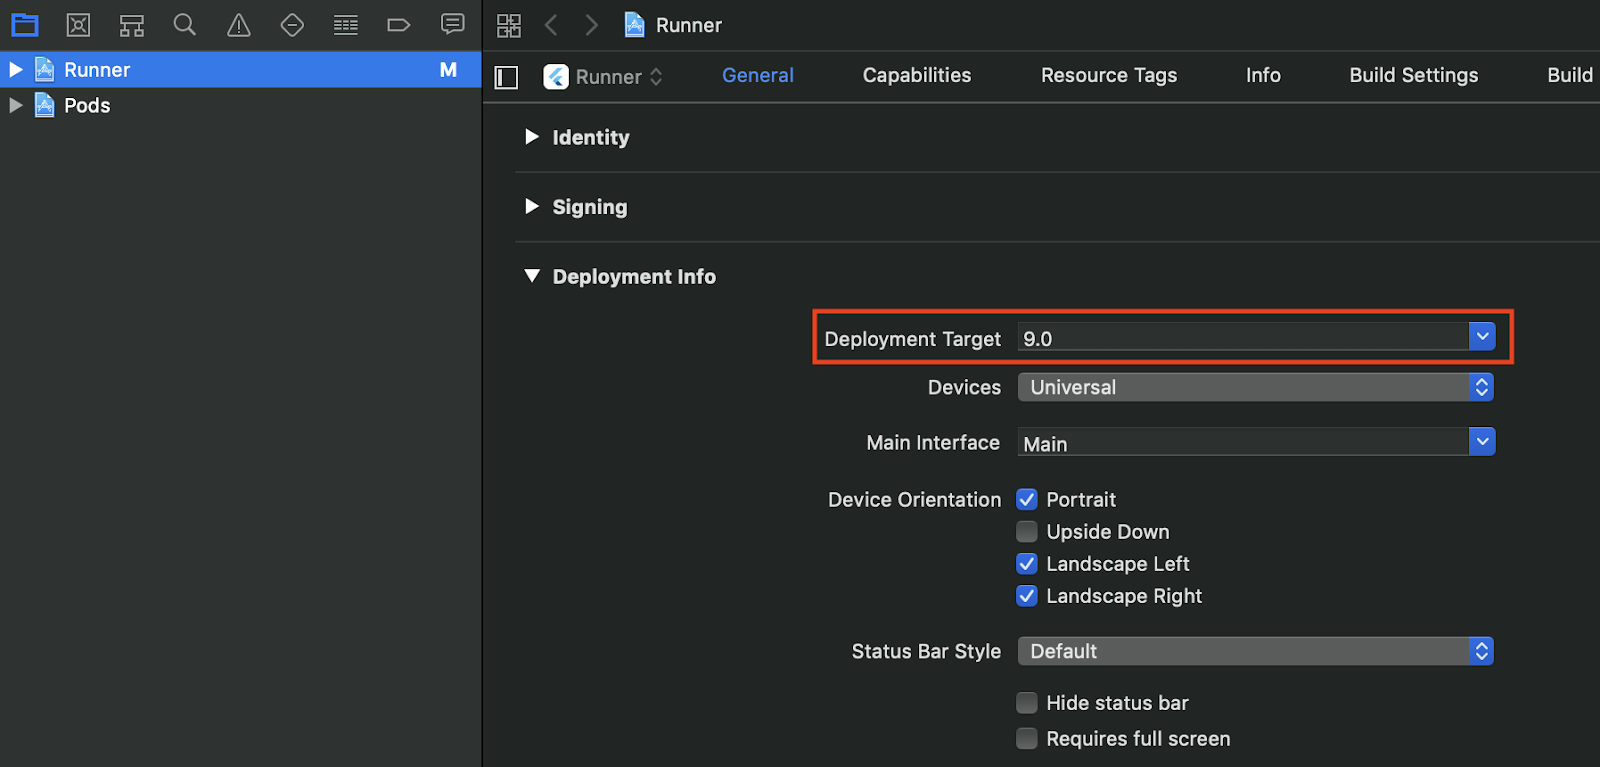 Runner
Runner M
Pods
Runner General Capabilities Resource Tags Info Build Settings Build
Identity
Signing
Deployment Info
Deployment Target 9.0
Devices Universal
Main Interface Main
Device Orientation Portrait
Upside Down
Landscape Left
Landscape Right
Status Bar Style Default
Hide status bar
Requires full screen